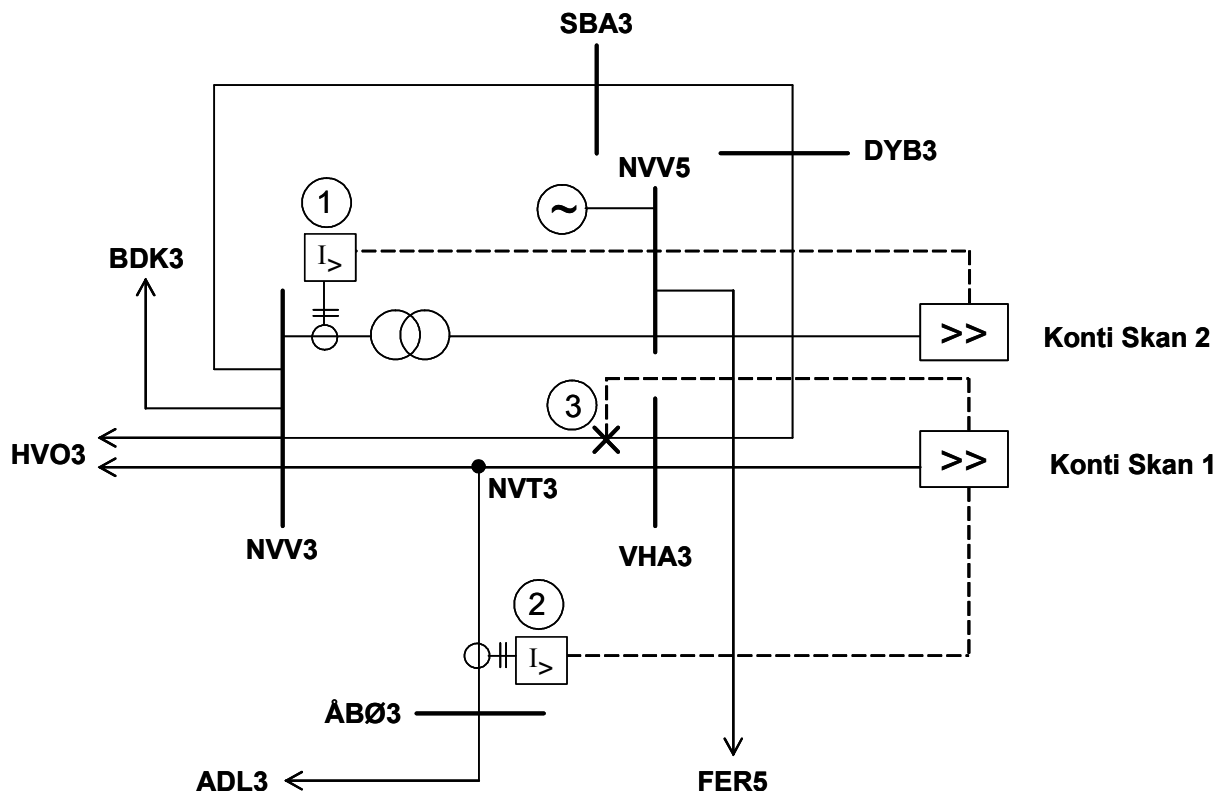 SBA3
DYB3
NVV5
~
1
I>
BDK3
>>
Konti Skan 2
3
HVO3
>>
Konti Skan 1
NVT3
NVV3
VHA3
2
I>
ÅBØ3
ADL3
FER5